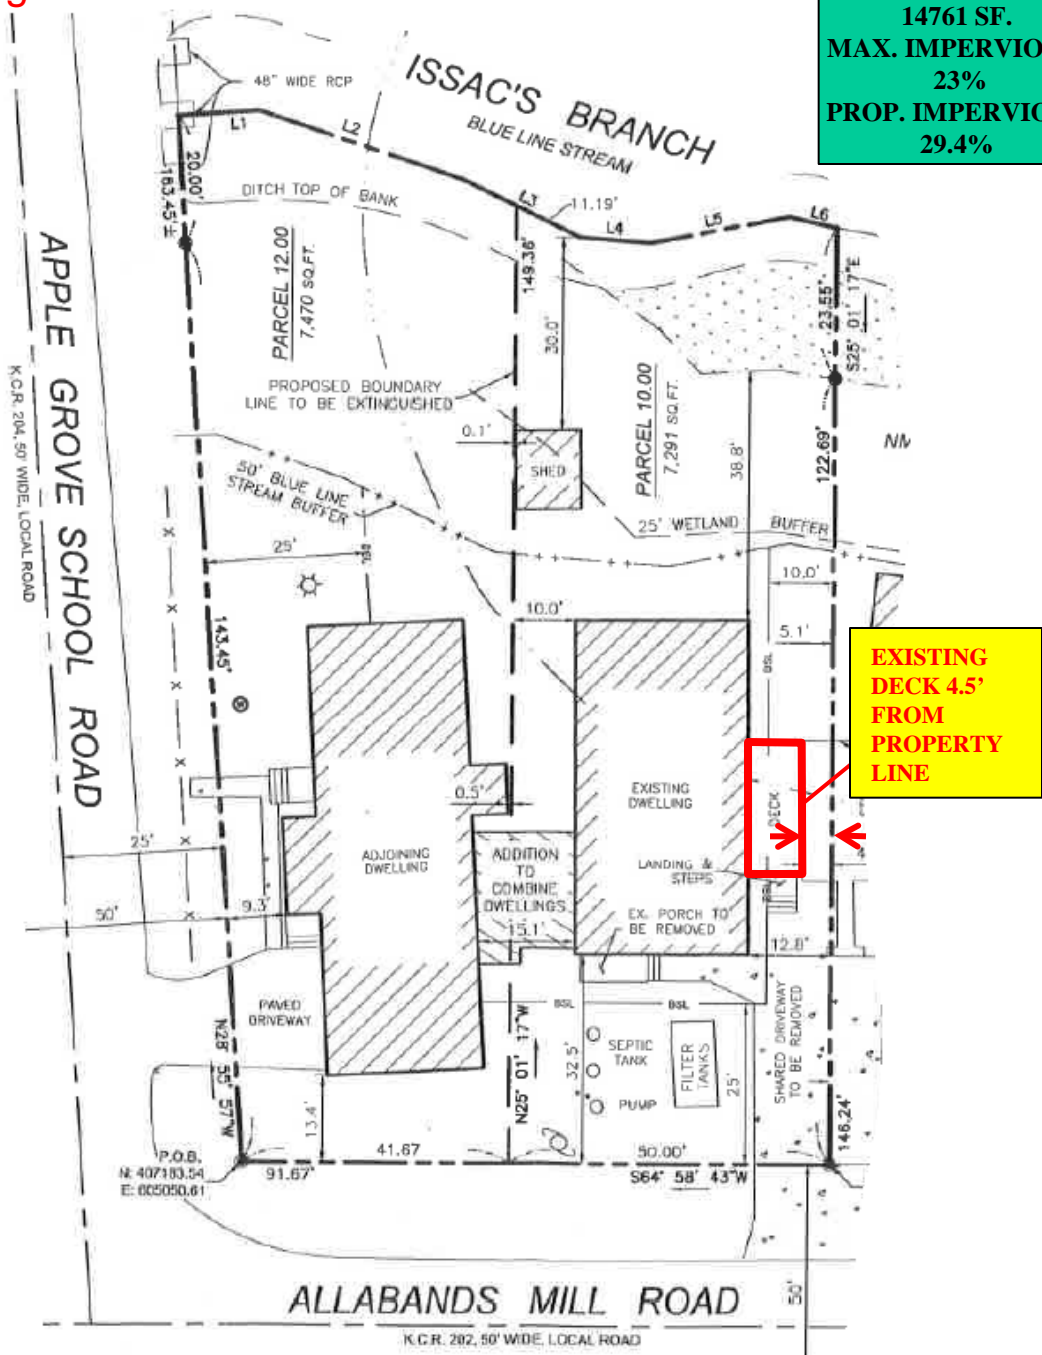 g
14761 SF.
MAX. IMPERVIO
23%
PROP. IMPERVIO
29.4%
ISSAC'S BRANCH
BLUE LINE STREAM
48" WIDE RCP
L1
L2
L3
11.19'
L4
L5
L6
20.00'
163.45'±
DITCH TOP OF BANK
PARCEL 12.00
7,470 SQ.FT.
149.36'
30.0'
23.55'
S25° 01' 17"E
PROPOSED BOUNDARY
LINE TO BE EXTINGUISHED
0.1'
SHED
PARCEL 10.00
7,291 SQ.FT.
38.8'
122.69'
50' BLUE LINE
STREAM BUFFER
25' WETLAND BUFFER
APPLE GROVE SCHOOL ROAD
K.C.R. 204, 50' WIDE, LOCAL ROAD
25'
BSL
10.0'
10.0'
5.1'
BSL
143.45'
EXISTING
DECK 4.5'
FROM
PROPERTY
LINE
EXISTING
DWELLING
DECK
0.5'
25'
ADJOINING
DWELLING
ADDITION
TO
COMBINE
DWELLINGS
15.1'
LANDING &
STEPS
BSL
4
EX. PORCH TO
BE REMOVED
50'
9.3'
12.8'
PAVED
DRIVEWAY
BSL
BSL
N28° 55' 57"W
N25° 01' 17"W
32.5'
SEPTIC
TANK
PUMP
FILTER
TANKS
25'
SHARED DRIVEWAY
TO BE REMOVED
13.4'
146.24'
P.O.B.
N: 407183.54
E: 605050.61
91.67'
41.67
50.00'
S64° 58' 43"W
ALLABANDS MILL ROAD
K.C.R. 202, 50' WIDE, LOCAL ROAD
50'